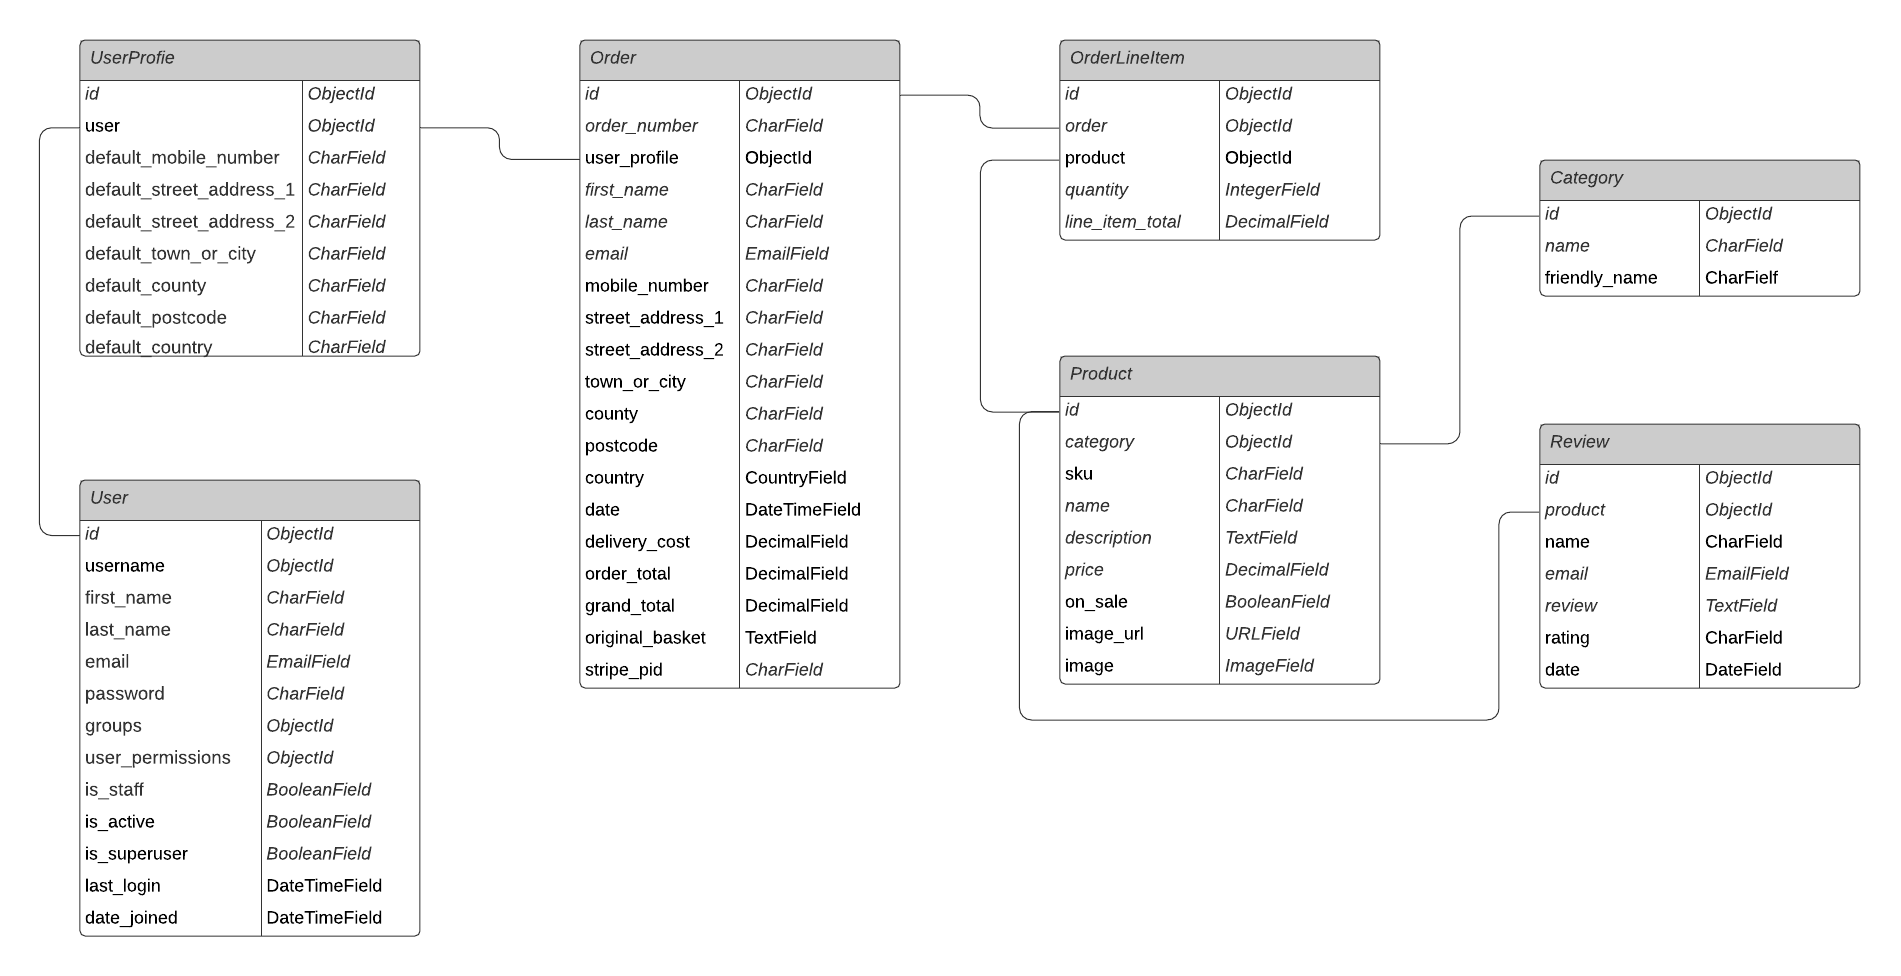 UserProfie
id ObjectId
user ObjectId
default_mobile_number CharField
default_street_address_1 CharField
default_street_address_2 CharField
default_town_or_city CharField
default_county CharField
default_postcode CharField
default_country CharField
User
id ObjectId
username ObjectId
first_name CharField
last_name CharField
email EmailField
password CharField
groups ObjectId
user_permissions ObjectId
is_staff BooleanField
is_active BooleanField
is_superuser BooleanField
last_login DateTimeField
date_joined DateTimeField
Order
id ObjectId
order_number CharField
user_profile ObjectId
first_name CharField
last_name CharField
email EmailField
mobile_number CharField
street_address_1 CharField
street_address_2 CharField
town_or_city CharField
county CharField
postcode CharField
country CountryField
date DateTimeField
delivery_cost DecimalField
order_total DecimalField
grand_total DecimalField
original_basket TextField
stripe_pid CharField
OrderLineItem
id ObjectId
order ObjectId
product ObjectId
quantity IntegerField
line_item_total DecimalField
Product
id ObjectId
category ObjectId
sku CharField
name CharField
description TextField
price DecimalField
on_sale BooleanField
image_url URLField
image ImageField
Category
id ObjectId
name CharField
friendly_name CharFielf
Review
id ObjectId
product ObjectId
name CharField
email EmailField
review TextField
rating CharField
date DateField